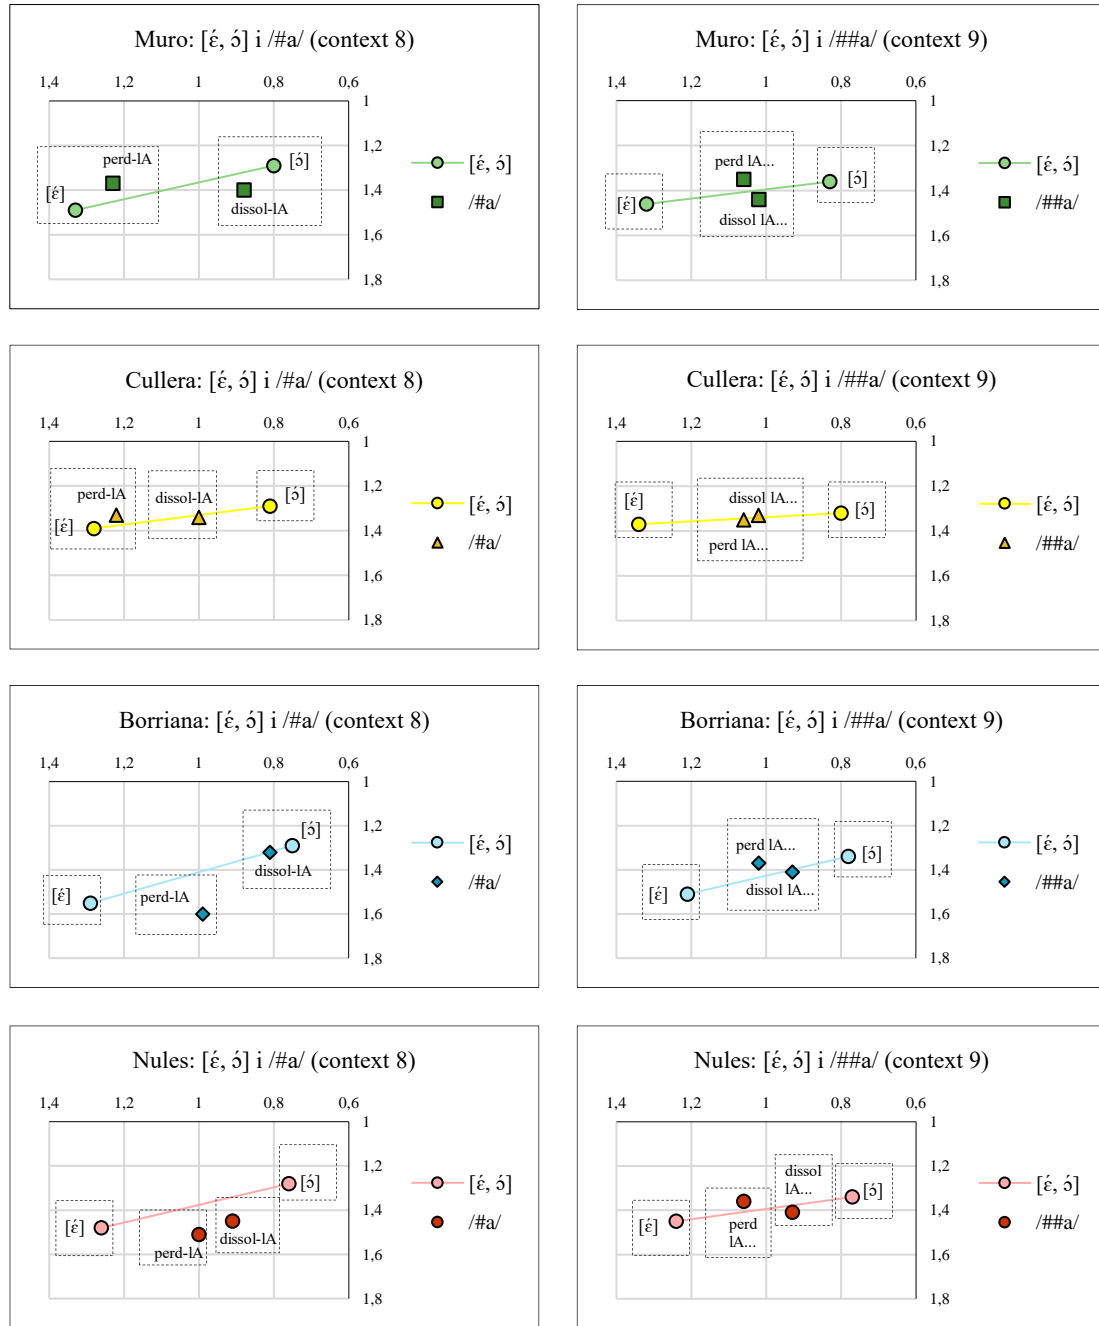 Muro: [ɛ́, ɔ́] i /#a/ (context 8)
1,4 1,2 1 0,8 0,6
1
1,2
1,4
1,6
1,8
perd-lA
[ɛ́]
[ɔ́]
dissol-lA
[ɛ́, ɔ́]
/#a/
Muro: [ɛ́, ɔ́] i /##a/ (context 9)
1,4 1,2 1 0,8 0,6
1
1,2
1,4
1,6
1,8
perd lA...
[ɛ́]
[ɔ́]
dissol lA...
[ɛ́, ɔ́]
/##a/
Cullera: [ɛ́, ɔ́] i /#a/ (context 8)
1,4 1,2 1 0,8 0,6
1
1,2
1,4
1,6
1,8
perd-lA
dissol-lA
[ɛ́]
[ɔ́]
[ɛ́, ɔ́]
/#a/
Cullera: [ɛ́, ɔ́] i /##a/ (context 9)
1,4 1,2 1 0,8 0,6
1
1,2
1,4
1,6
1,8
[ɛ́]
dissol lA...
perd lA...
[ɔ́]
[ɛ́, ɔ́]
/##a/
Borriana: [ɛ́, ɔ́] i /#a/ (context 8)
1,4 1,2 1 0,8 0,6
1
1,2
1,4
1,6
1,8
[ɔ́]
dissol-lA
[ɛ́]
perd-lA
[ɛ́, ɔ́]
/#a/
Borriana: [ɛ́, ɔ́] i /##a/ (context 9)
1,4 1,2 1 0,8 0,6
1
1,2
1,4
1,6
1,8
perd lA...
[ɔ́]
dissol lA...
[ɛ́]
[ɛ́, ɔ́]
/##a/
Nules: [ɛ́, ɔ́] i /#a/ (context 8)
1,4 1,2 1 0,8 0,6
1
1,2
1,4
1,6
1,8
[ɔ́]
[ɛ́]
perd-lA
dissol-lA
[ɛ́, ɔ́]
/#a/
Nules: [ɛ́, ɔ́] i /##a/ (context 9)
1,4 1,2 1 0,8 0,6
1
1,2
1,4
1,6
1,8
dissol
lA...
[ɔ́]
[ɛ́]
perd
lA...
[ɛ́, ɔ́]
/##a/